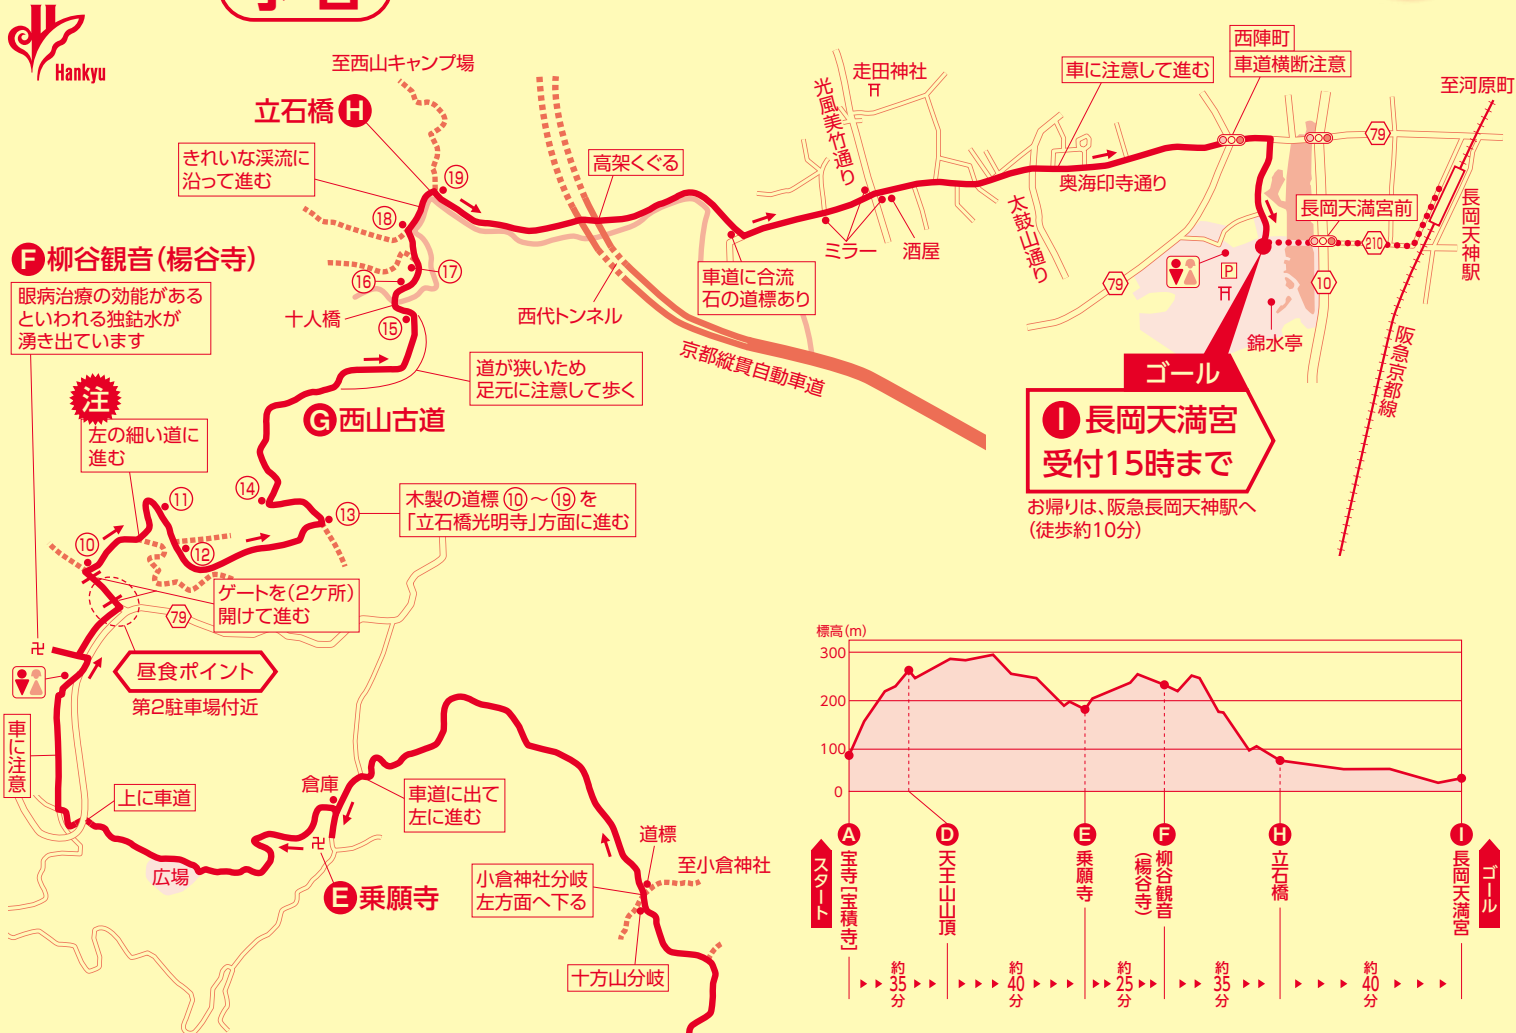 Hankyu
至西山キャンプ場
立石橋 H
きれいな渓流に
沿って進む
⑲
⑱
⑰
⑯
十人橋
⑮
高架くぐる
西代トンネル
京都縦貫自動車道
車道に合流
石の道標あり
ミラー
酒屋
光風美竹通り
走田神社
太鼓山通り
奥海印寺通り
車に注意して進む
西陣町
車道横断注意
79
至河原町
長岡天神駅
長岡天満宮前
210
10
79
P
錦水亭
阪急京都線
ゴール
I 長岡天満宮
受付15時まで
お帰りは、阪急長岡天神駅へ
(徒歩約10分)
F 柳谷観音(楊谷寺)
眼病治療の効能がある
といわれる独鈷水が
湧き出ています
注
左の細い道に
進む
道が狭いため
足元に注意して歩く
G 西山古道
⑭
⑬
⑪
⑩
⑫
木製の道標⑩~⑲を
「立石橋光明寺」方面に進む
ゲートを(2ケ所)
開けて進む
79
昼食ポイント
第2駐車場付近
車に注意
上に車道
広場
倉庫
車道に出て
左に進む
E 乗願寺
道標
至小倉神社
小倉神社分岐
左方面へ下る
十方山分岐
標高(m)
300
200
100
0
スタート
A 宝寺[宝積寺]
D 天王山山頂
E 乗願寺
F 柳谷観音
(楊谷寺)
H 立石橋
I 長岡天満宮
ゴール
約35分
約40分
約25分
約35分
約40分